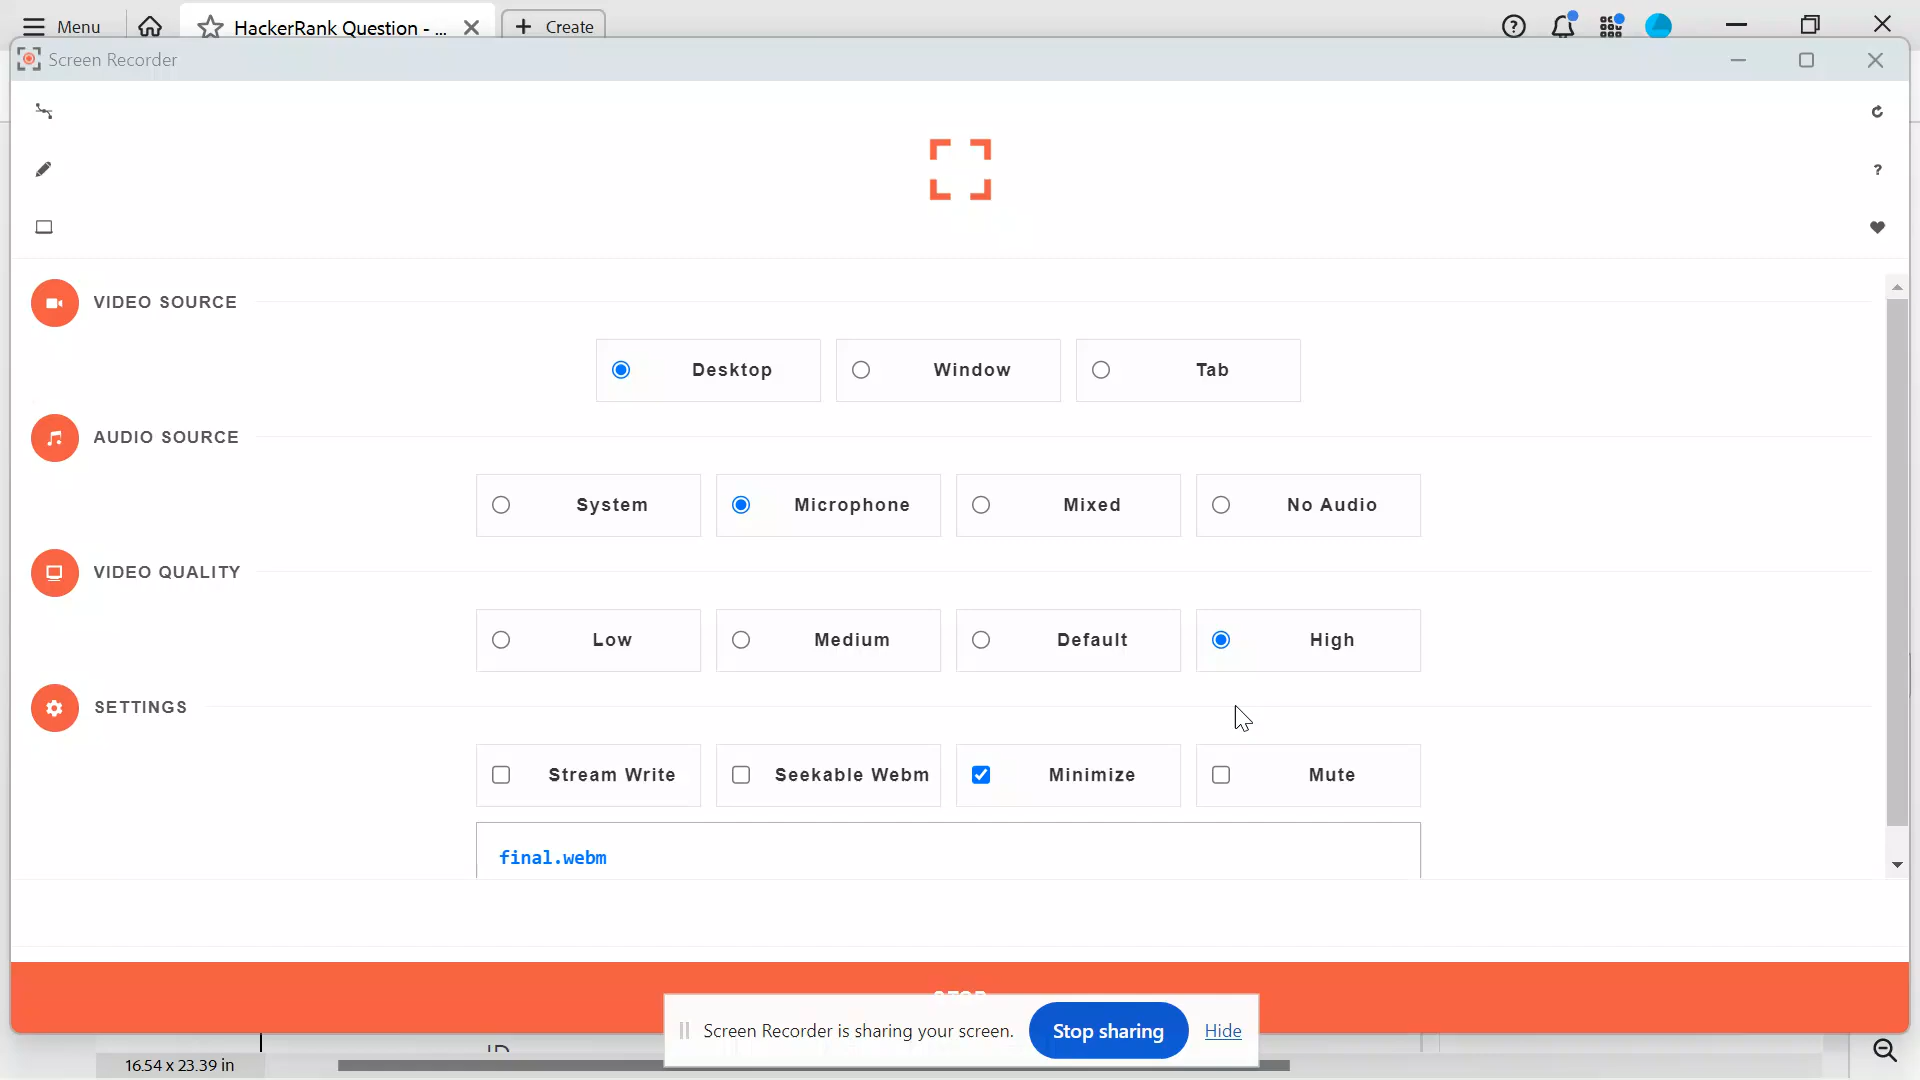 Menu
HackerRank Question - ...
Create
Screen Recorder
?
VIDEO SOURCE
Desktop
Window
Tab
AUDIO SOURCE
System
Microphone
Mixed
No Audio
VIDEO QUALITY
Low
Medium
Default
High
SETTINGS
Stream Write
Seekable Webm
Minimize
Mute
final.webm
Screen Recorder is sharing your screen.
Stop sharing
Hide
16.54 x 23.39 in